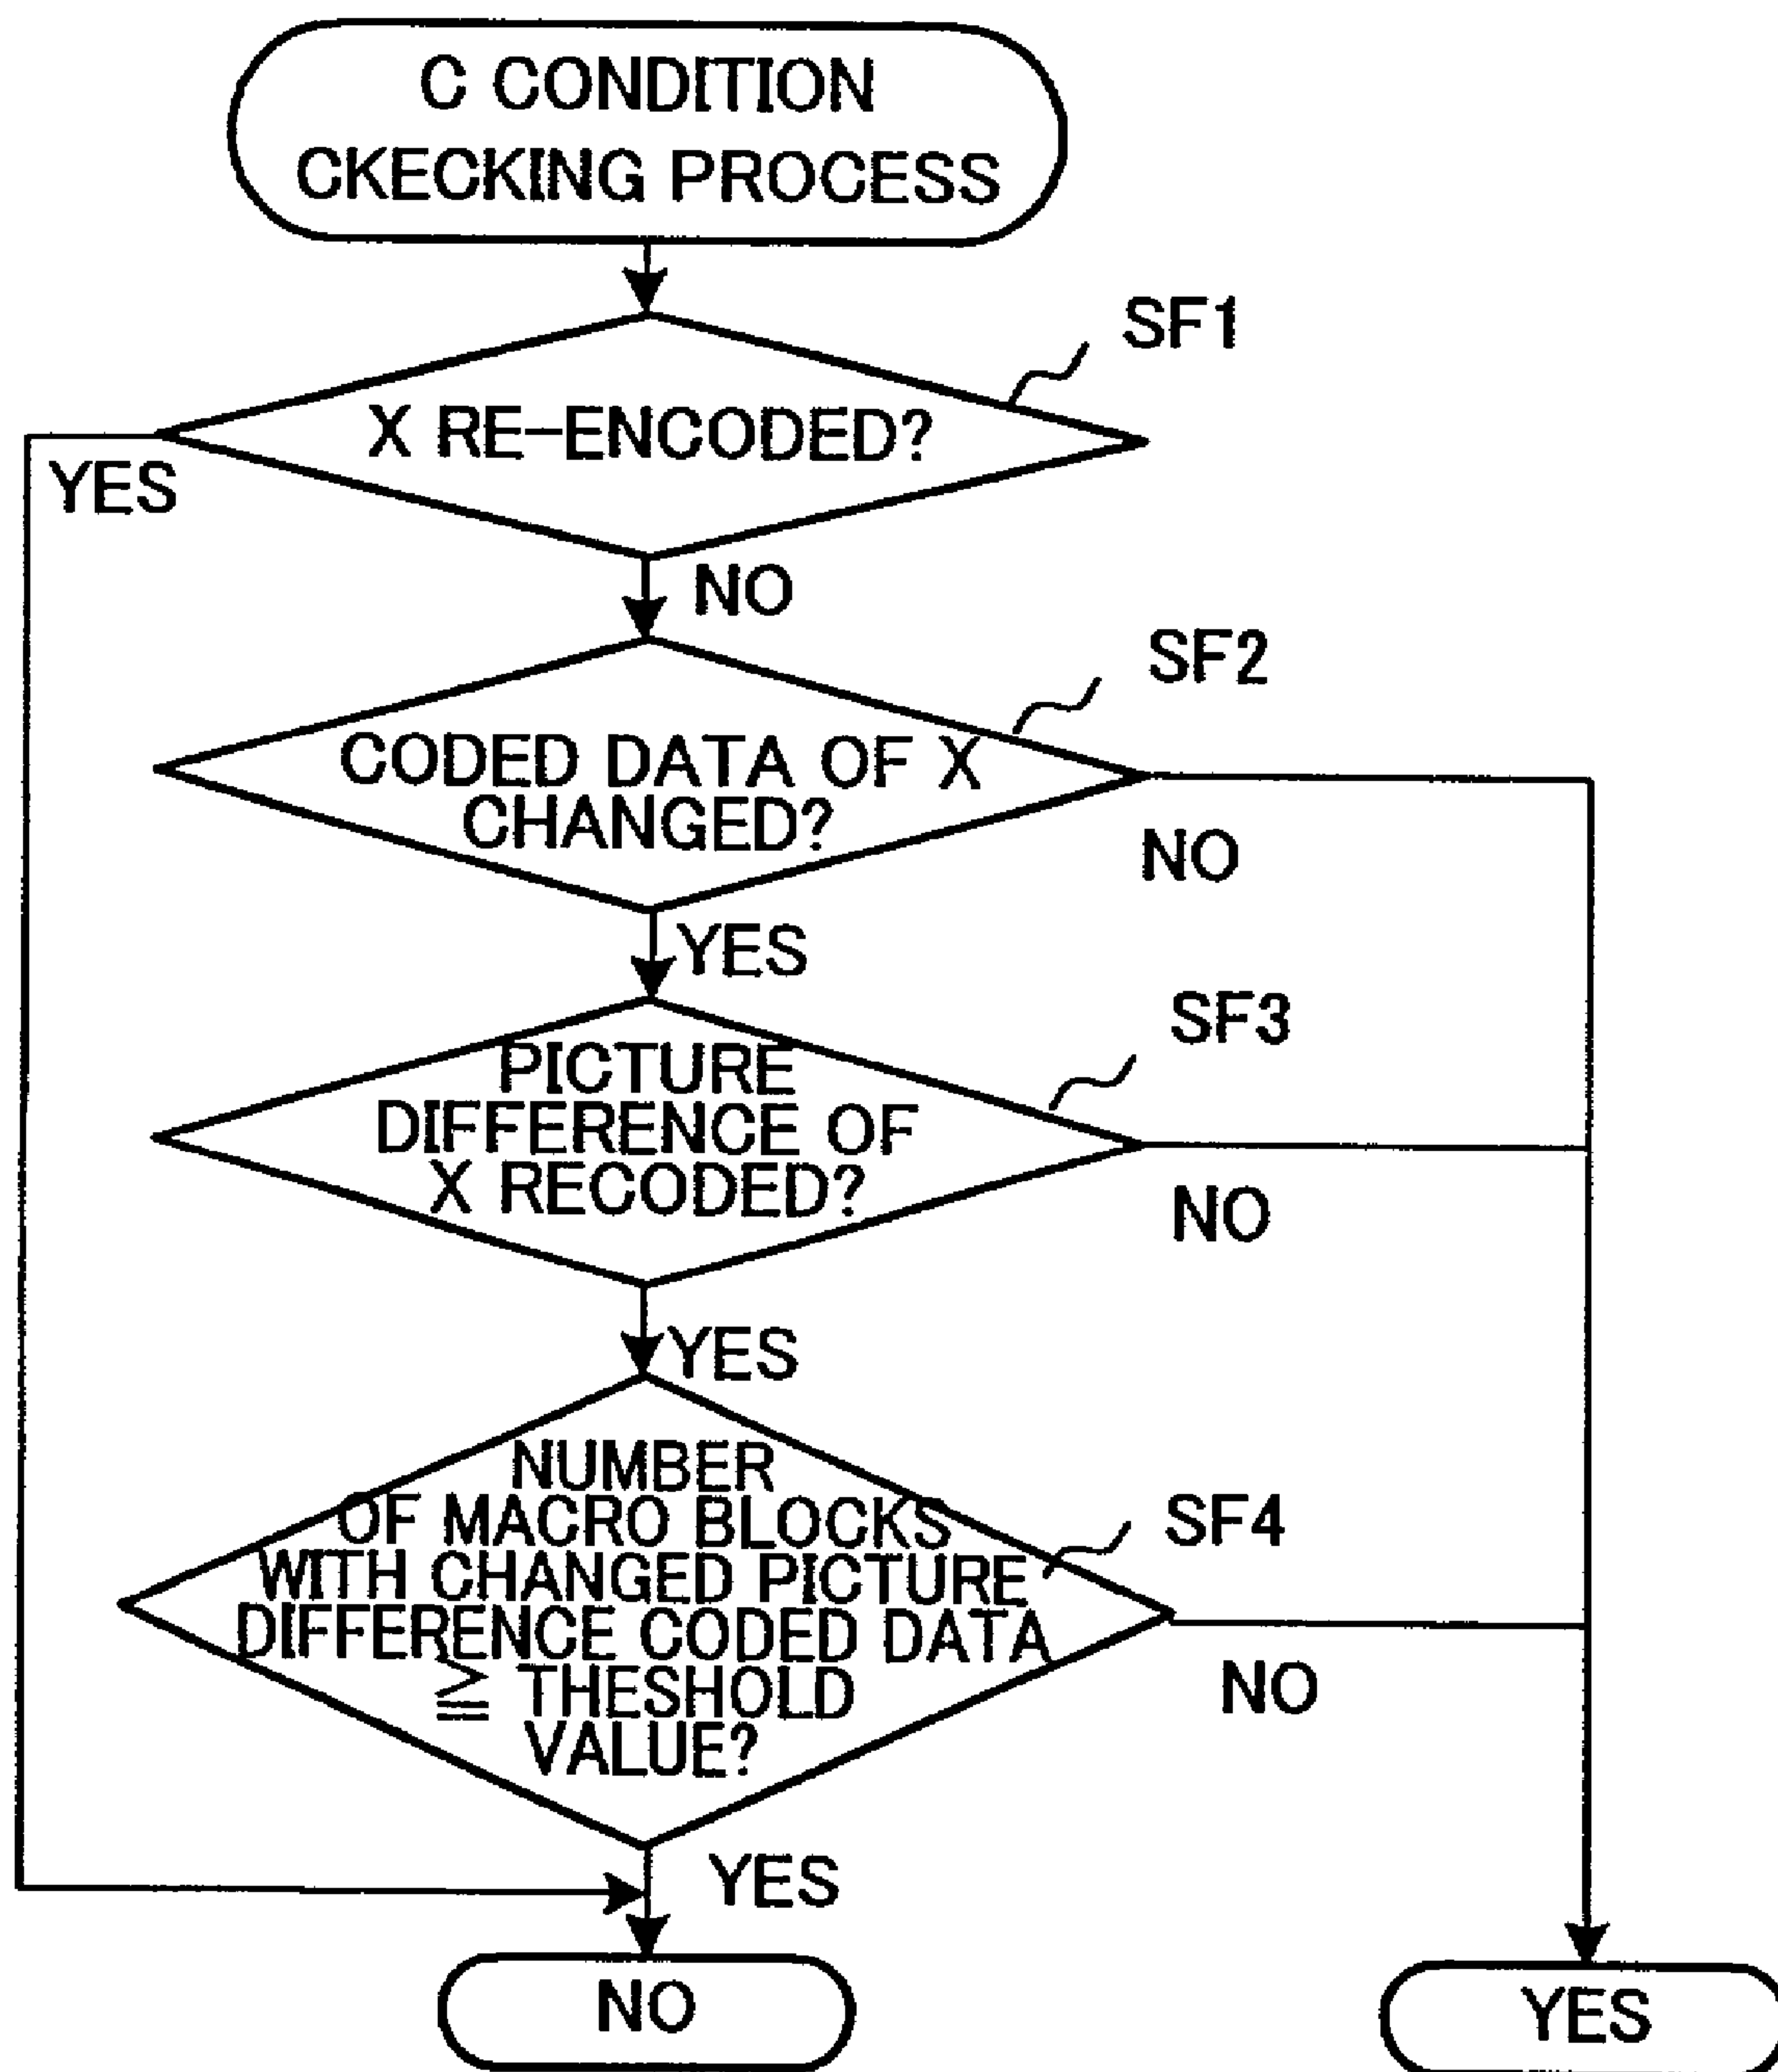 C CONDITION
CKECKING PROCESS
SF1
X RE-ENCODED?
YES
NO
SF2
CODED DATA OF X
CHANGED?
NO
YES
SF3
PICTURE
DIFFERENCE OF
X RECODED?
NO
YES
NUMBER
OF MACRO BLOCKS
SF4
WITH CHANGED PICTURE
DIFFERENCE CODED DATA
≧ THESHOLD
NO
VALUE?
YES
NO
YES